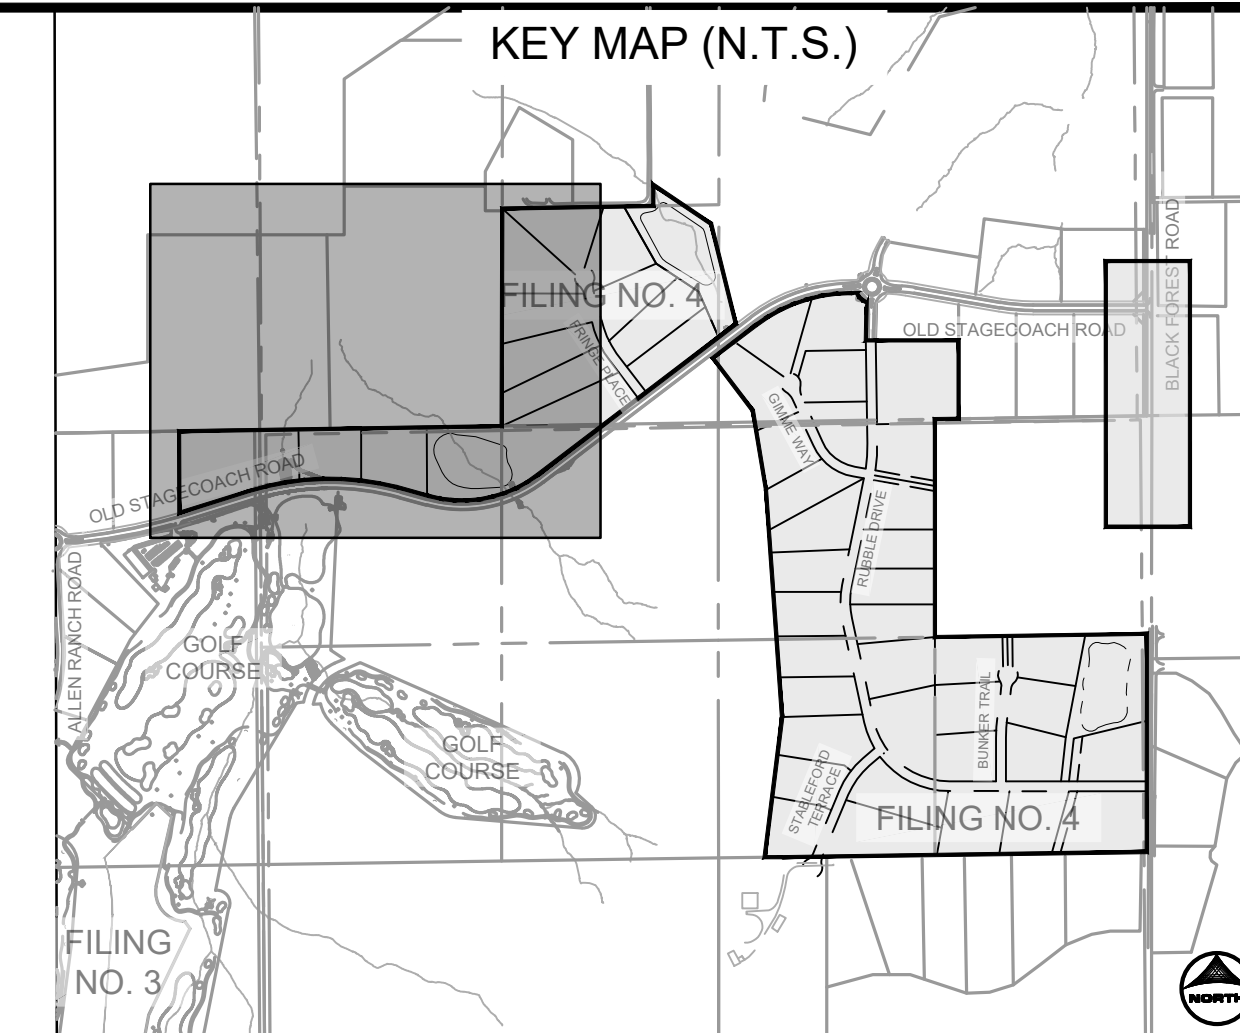 KEY MAP (N.T.S.)
FILING NO. 4
FRINGE PLACE
OLD STAGECOACH ROAD
BLACK FOREST ROAD
GIMME WAY
OLD STAGECOACH ROAD
RUBBLE DRIVE
ALLEN RANCH ROAD
GOLF
COURSE
GOLF
COURSE
BUNKER TRAIL
STABLEFORD
TERRACE
FILING NO. 4
FILING
NO. 3
NORTH